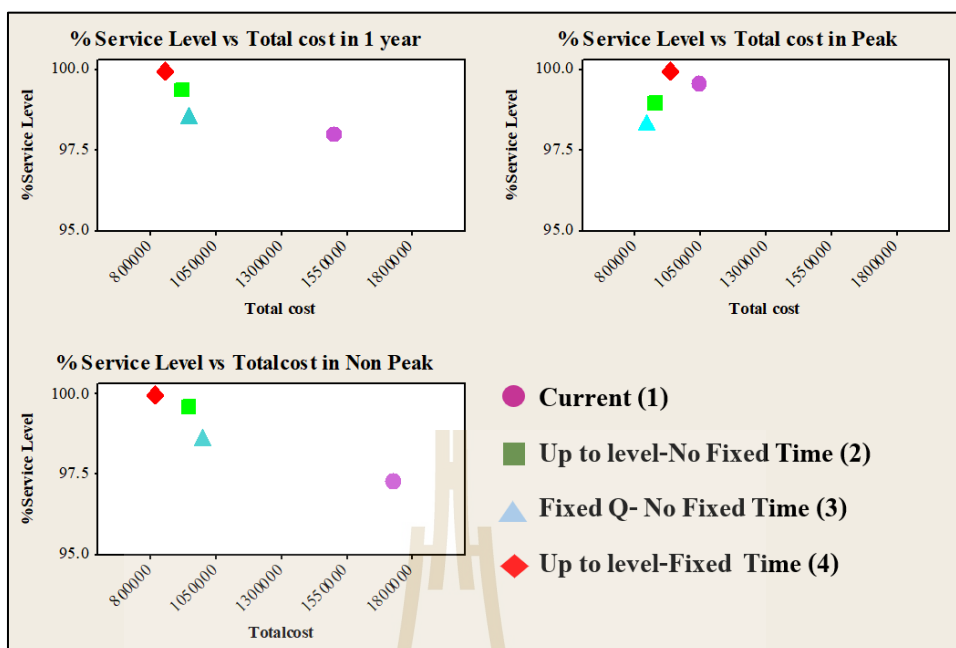 % Service Level vs Total cost in 1 year
%Service Level
100.0
97.5
95.0
800000
1050000
1300000
1550000
1800000
Total cost
% Service Level vs Total cost in Peak
%Service Level
100.0
97.5
95.0
800000
1050000
1300000
1550000
1800000
Total cost
% Service Level vs Totalcost in Non Peak
%Service Level
100.0
97.5
95.0
800000
1050000
1300000
1550000
1800000
Totalcost
Current (1)
Up to level-No Fixed Time (2)
Fixed Q- No Fixed Time (3)
Up to level-Fixed Time (4)